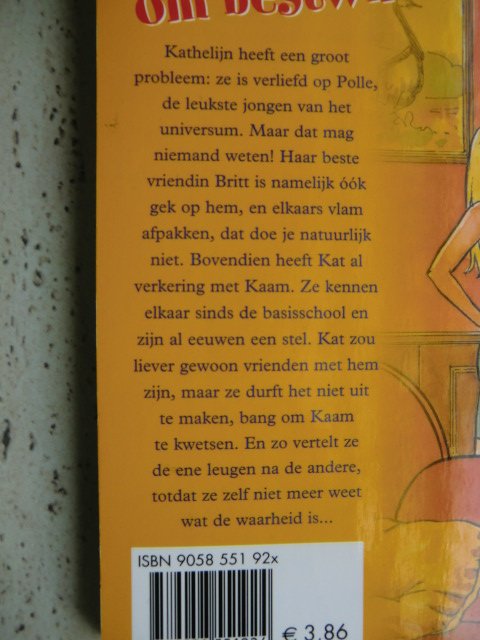 om
Kathelijn heeft een groot
probleem: ze is verliefd op Polle,
de leukste jongen van het
universum. Maar dat mag
niemand weten! Haar beste
vriendin Britt is namelijk óók
gek op hem, en elkaars vlam
afpakken, dat doe je natuurlijk
niet. Bovendien heeft Kat al
verkering met Kaam. Ze kennen
elkaar sinds de basisschool en
zijn al eeuwen een stel. Kat zou
liever gewoon vrienden met hem
zijn, maar ze durft het niet uit
te maken, bang om Kaam
te kwetsen. En zo vertelt ze
de ene leugen na de andere,
totdat ze zelf niet meer weet
wat de waarheid is...
ISBN 9058 551 92x
€ 3,86